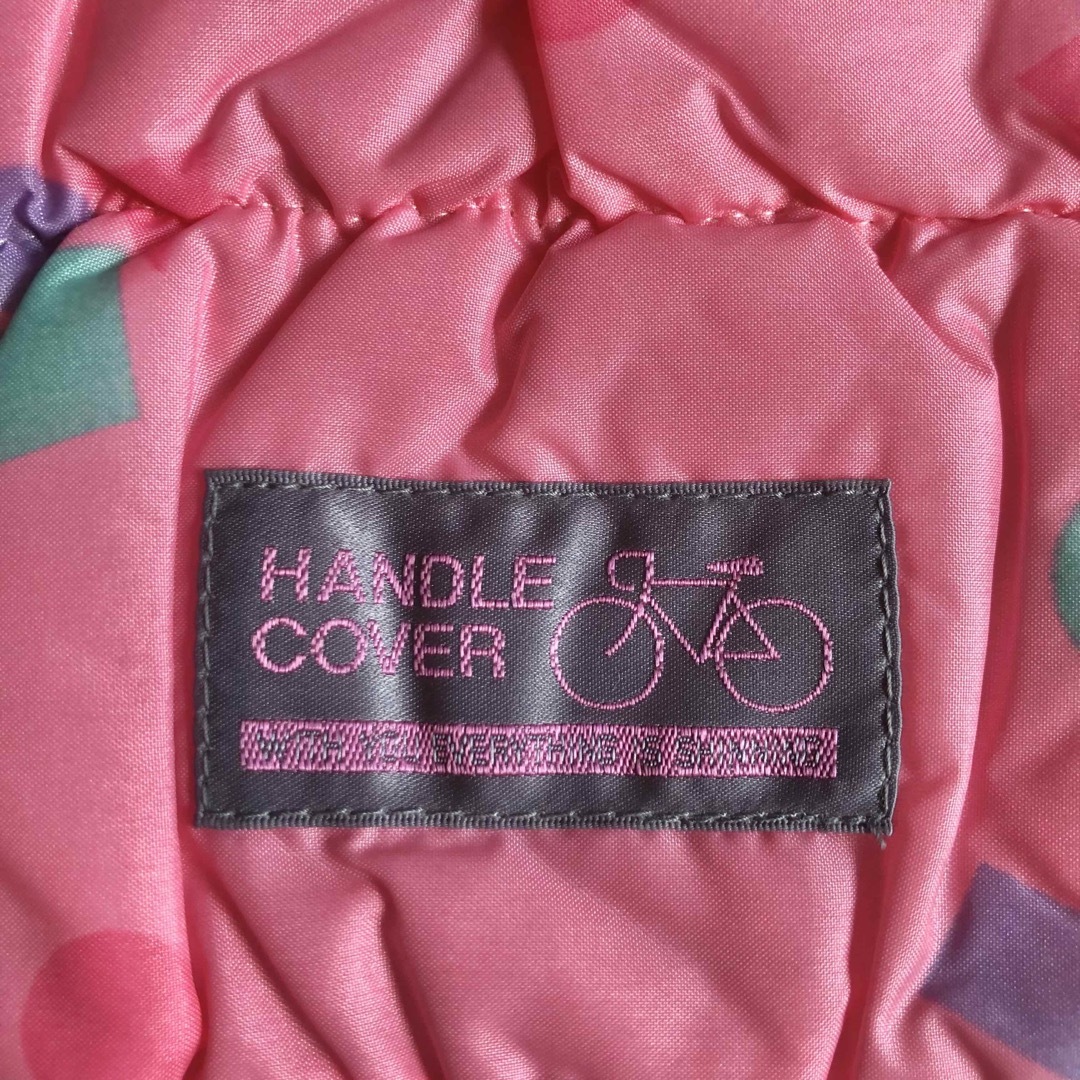 HANDLE
COVER
WITH YOU EVERYTHING IS SHINING